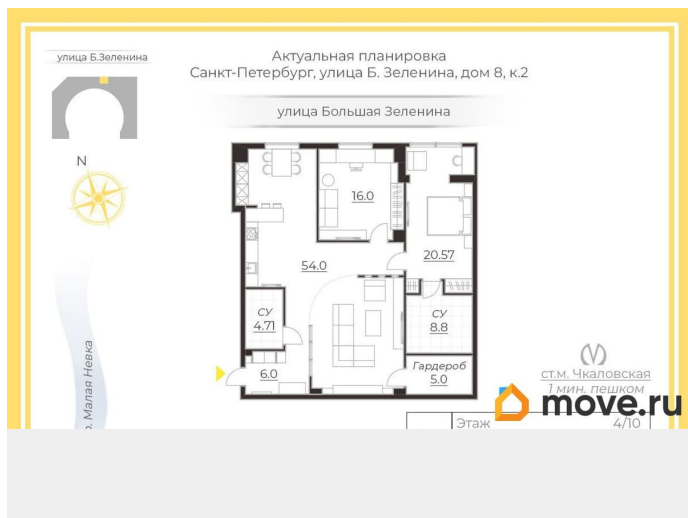 улица Б.Зеленина
Актуальная планировка
Санкт-Петербург, улица Б. Зеленина, дом 8, к.2
улица Большая Зеленина
N
16.0
20.57
54.0
СУ
4.71
СУ
8.8
6.0
Гардероб
5.0
р. Малая Невка
ст.м. Чкаловская
1 мин. пешком
move.ru
Этаж 4/10